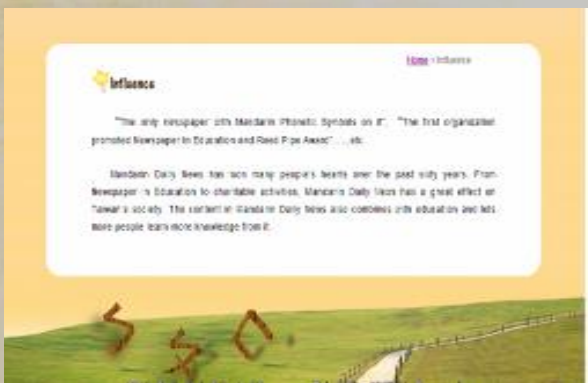 Home > Influence
Influence
"The only newspaper with Mandarin Phonetic Symbols on it", "The first organization
promoted Newspaper in Education and Reed Pipe Award" ... etc.
Mandarin Daily News has won many people's hearts over the past sixty years. From
Newspaper in Education to charitable activities, Mandarin Daily News has a great effect on
Taiwan's society. The content in Mandarin Daily News also combines with education and lets
more people learn more knowledge from it.